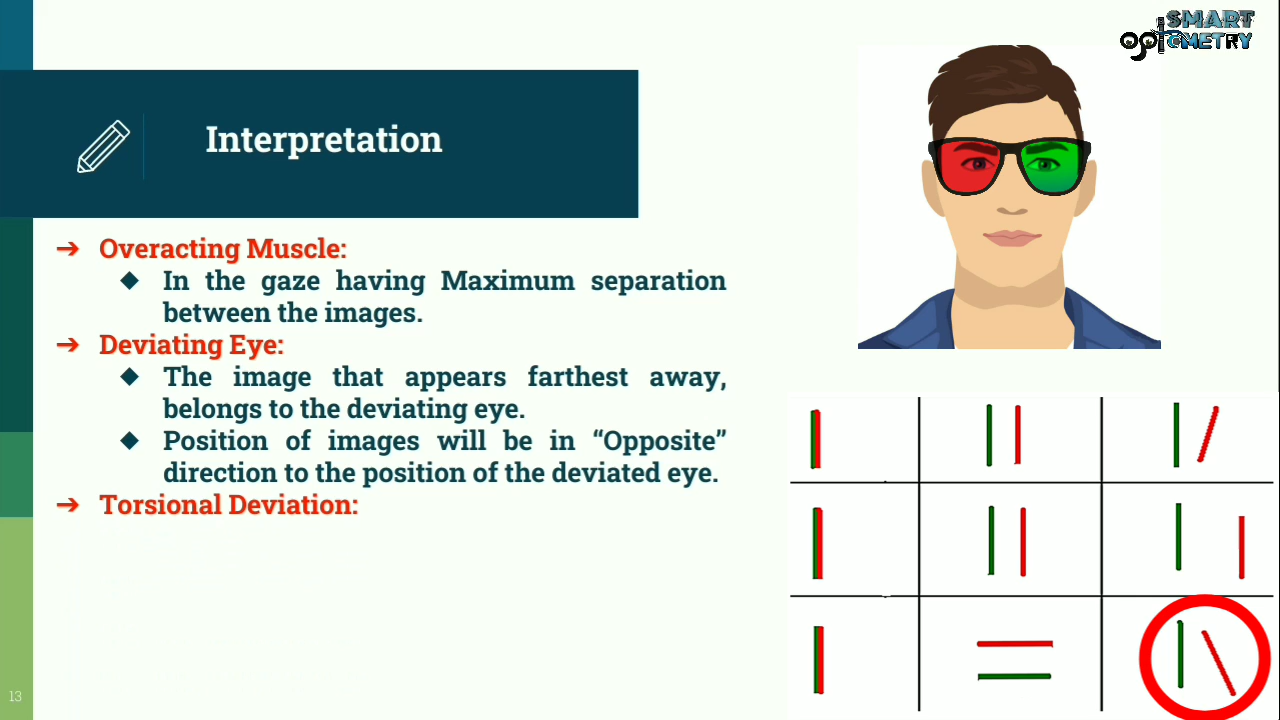 SMART
OPTOMETRY
Interpretation
➔ Overacting Muscle:
◆ In the gaze having Maximum separation
between the images.
➔ Deviating Eye:
◆ The image that appears farthest away,
belongs to the deviating eye.
◆ Position of images will be in “Opposite”
direction to the position of the deviated eye.
➔ Torsional Deviation:
13